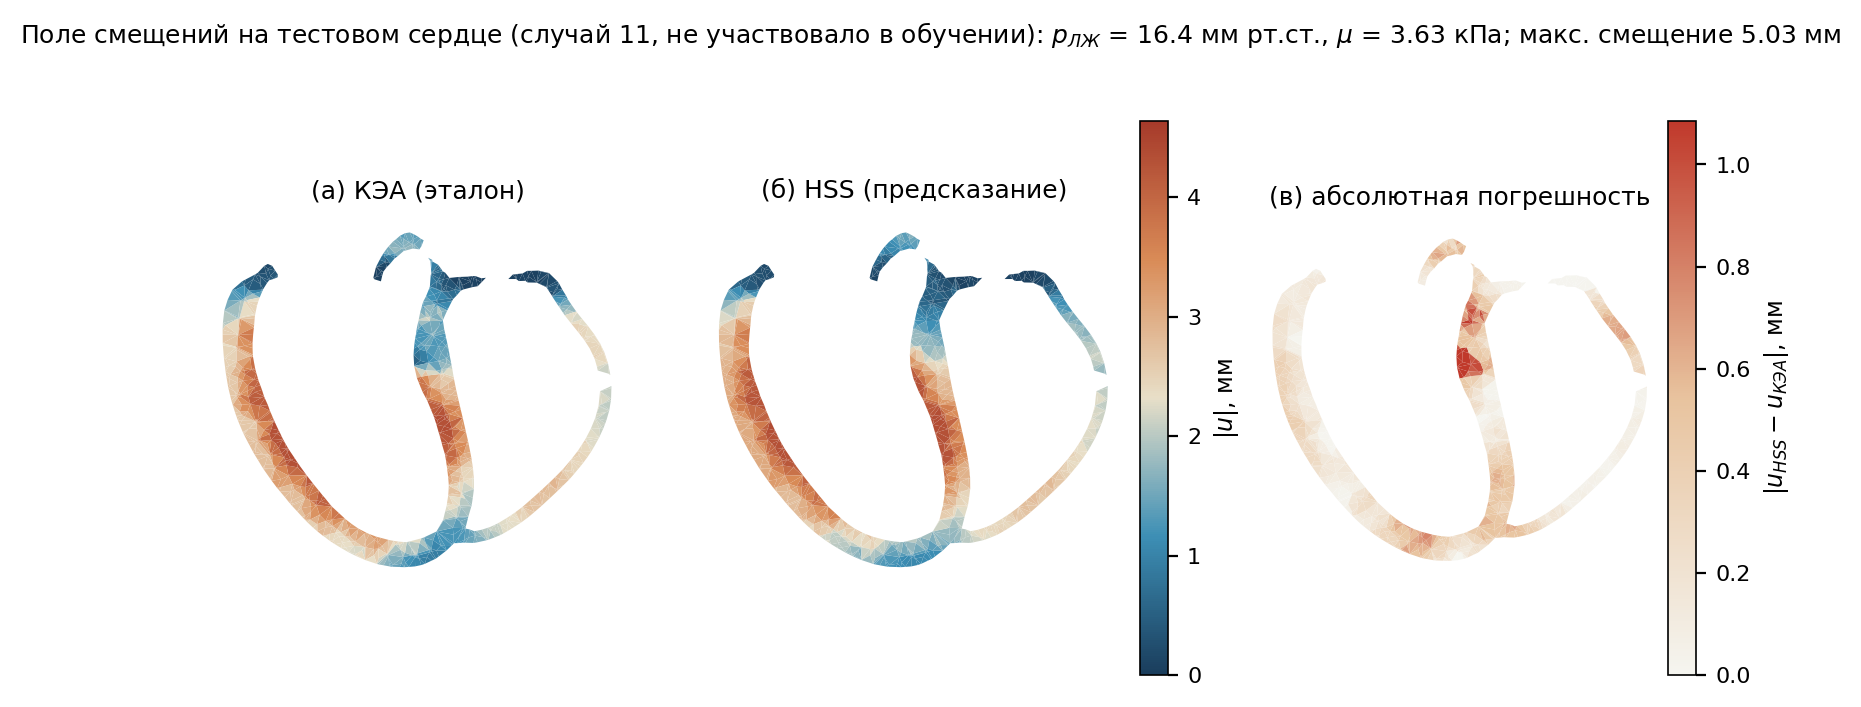 Поле смещений на тестовом сердце (случай 11, не участвовало в обучении): p_ЛЖ = 16.4 мм рт.ст., μ = 3.63 кПа; макс. смещение 5.03 мм
(а) КЭА (эталон)
(б) HSS (предсказание)
(в) абсолютная погрешность
4
3
2
1
0
|u|, мм
1.0
0.8
0.6
0.4
0.2
0.0
|u_HSS − u_КЭА|, мм